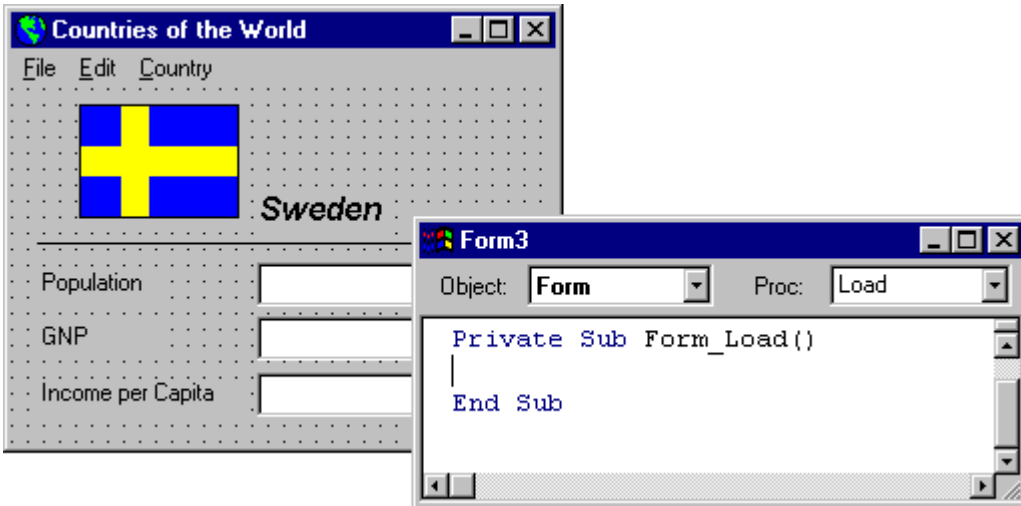 Countries of the World
File Edit Country
Sweden
Population
GNP
Income per Capita
Form3
Object: Form Proc: Load
Private Sub Form_Load()
End Sub